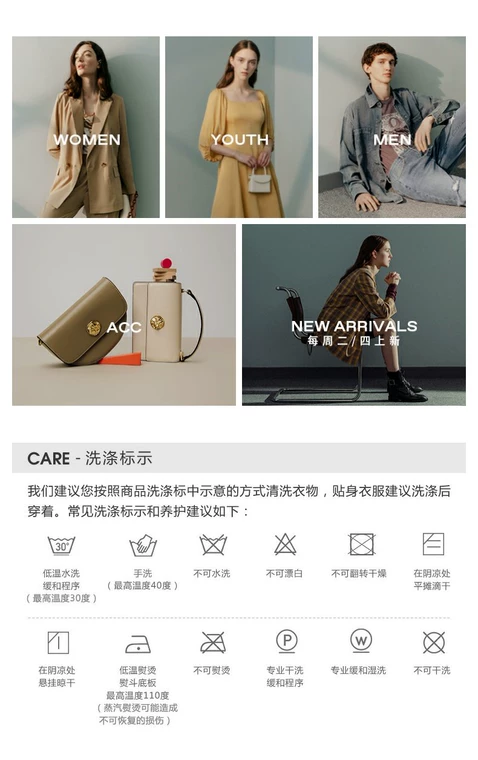 WOMEN
YOUTH
MEN
ACC
NEW ARRIVALS
每周二/四上新
CARE - 洗涤标示
我们建议您按照商品洗涤标中示意的方式清洗衣物，贴身衣服建议洗涤后
穿着。常见洗涤标示和养护建议如下：
30°
低温水洗
缓和程序
（最高温度30度）
手洗
（最高温度40度）
不可水洗
不可漂白
不可翻转干燥
在阴凉处
平摊滴干
在阴凉处
悬挂晾干
低温熨烫
熨斗底板
最高温度110度
（蒸汽熨烫可能造成
不可恢复的损伤）
不可熨烫
P
专业干洗
缓和程序
W
专业缓和湿洗
不可干洗